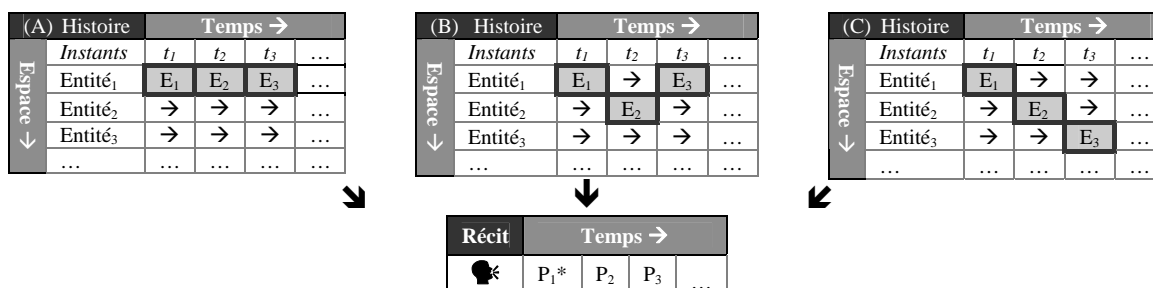 (A) Histoire Temps →
Espace ↓
Instants t1 t2 t3 …
Entité1 E1 E2 E3 …
Entité2 → → → …
Entité3 → → → …
… … … … …
(B) Histoire Temps →
Espace ↓
Instants t1 t2 t3 …
Entité1 E1 → E3 …
Entité2 → E2 → …
Entité3 → → → …
… … … … …
(C) Histoire Temps →
Espace ↓
Instants t1 t2 t3 …
Entité1 E1 → → …
Entité2 → E2 → …
Entité3 → → E3 …
… … … … …
Récit Temps →
P1* P2 P3 …